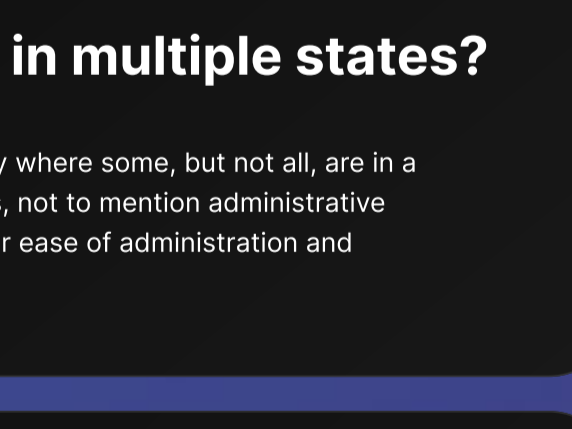 in multiple states?
where some, but not all, are in a
, not to mention administrative
ease of administration and